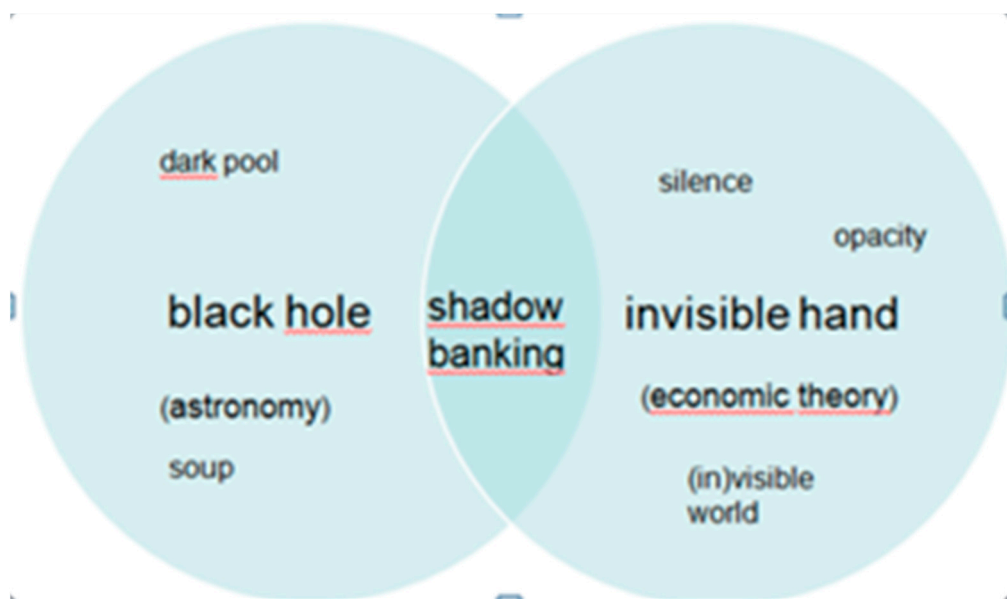 dark pool
black hole
(astronomy)
soup
shadow
banking
silence
opacity
invisible hand
(economic theory)
(in)visible
world